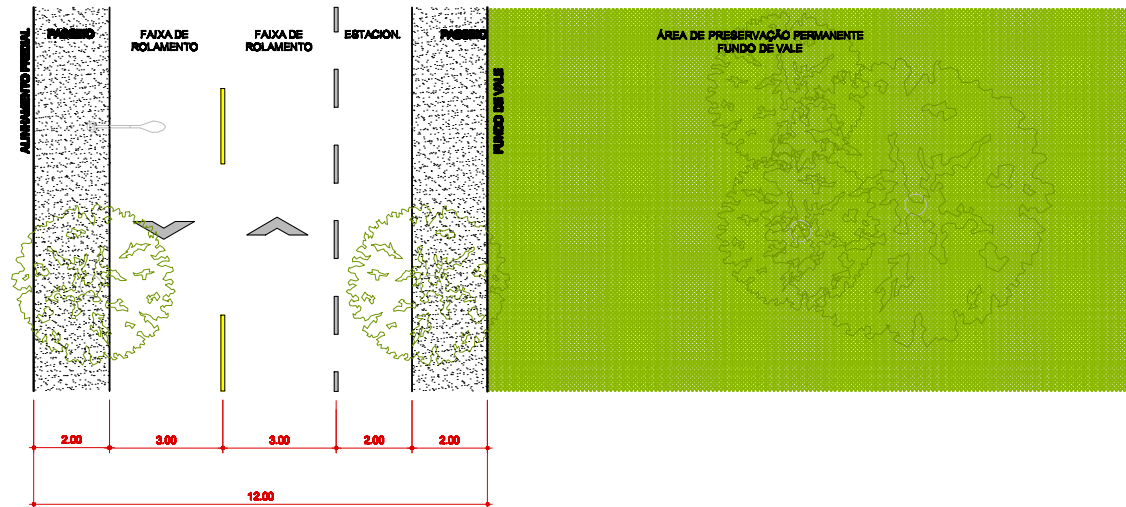 ALINHAMENTO PREDIAL
PASSEIO
FAIXA DE
ROLAMENTO
FAIXA DE
ROLAMENTO
ESTACION.
PASSEIO
FUNDO DE VALE
ÁREA DE PRESERVAÇÃO PERMANENTE
FUNDO DE VALE
2.00
3.00
3.00
2.00
2.00
12.00